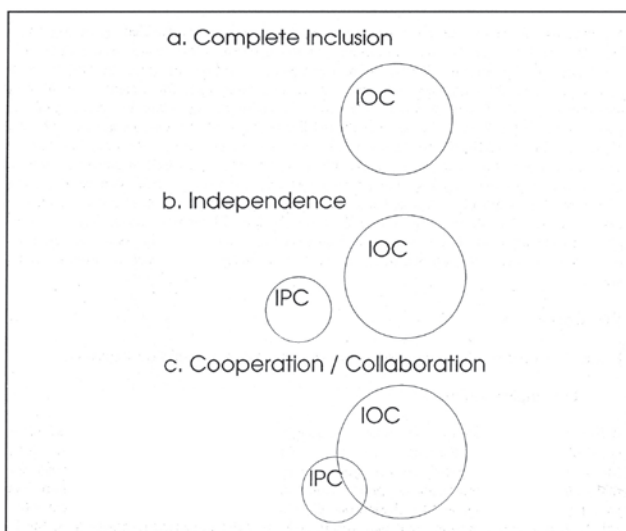 a. Complete Inclusion
IOC
b. Independence
IOC
IPC
c. Cooperation / Collaboration
IOC
IPC